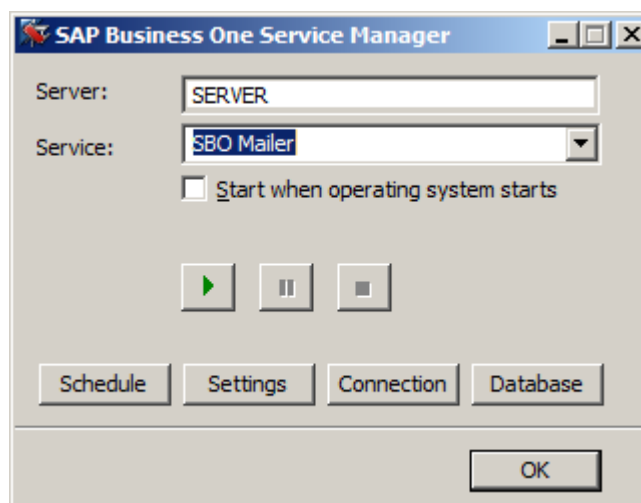 SAP Business One Service Manager
Server: SERVER
Service: SBO Mailer
Start when operating system starts
Schedule Settings Connection Database
OK